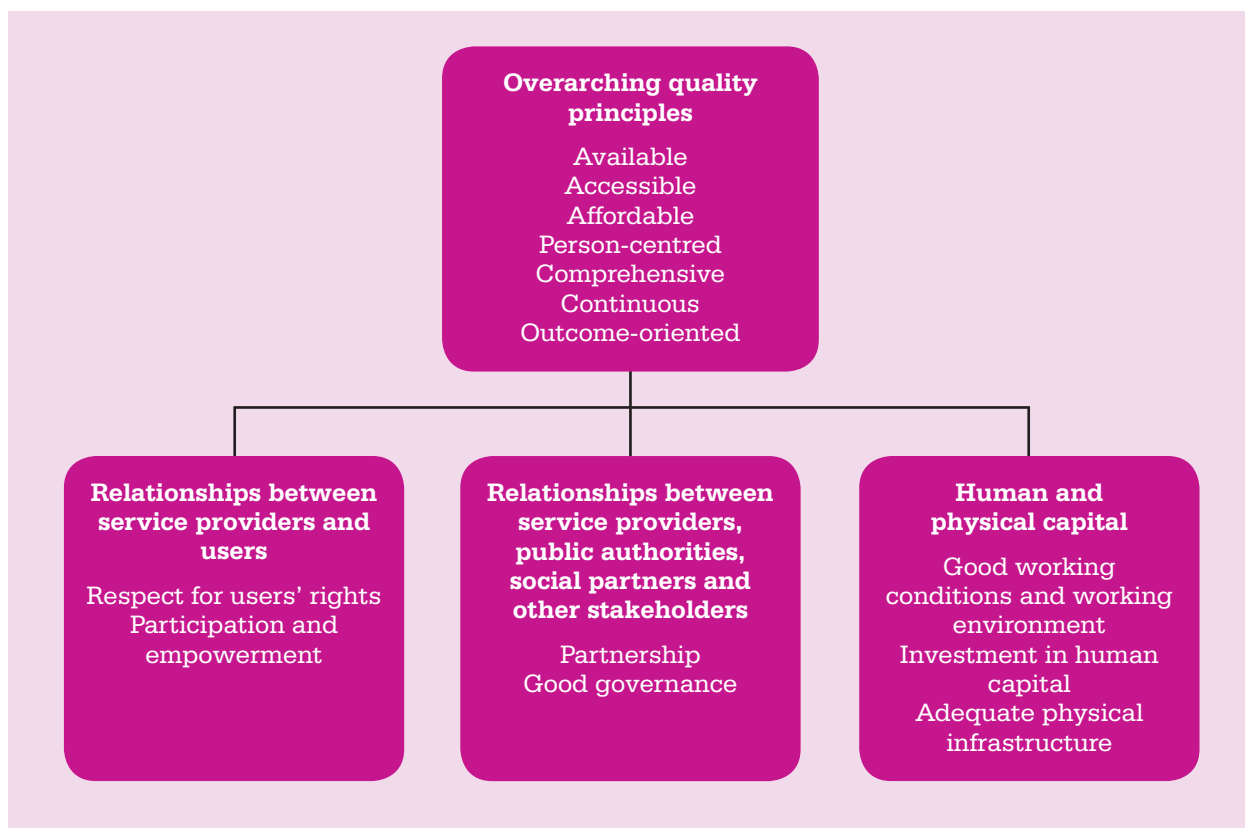 Overarching quality
principles
Available
Accessible
Affordable
Person-centred
Comprehensive
Continuous
Outcome-oriented
Relationships between
service providers and
users
Respect for users’ rights
Participation and
empowerment
Relationships between
service providers,
public authorities,
social partners and
other stakeholders
Partnership
Good governance
Human and
physical capital
Good working
conditions and working
environment
Investment in human
capital
Adequate physical
infrastructure